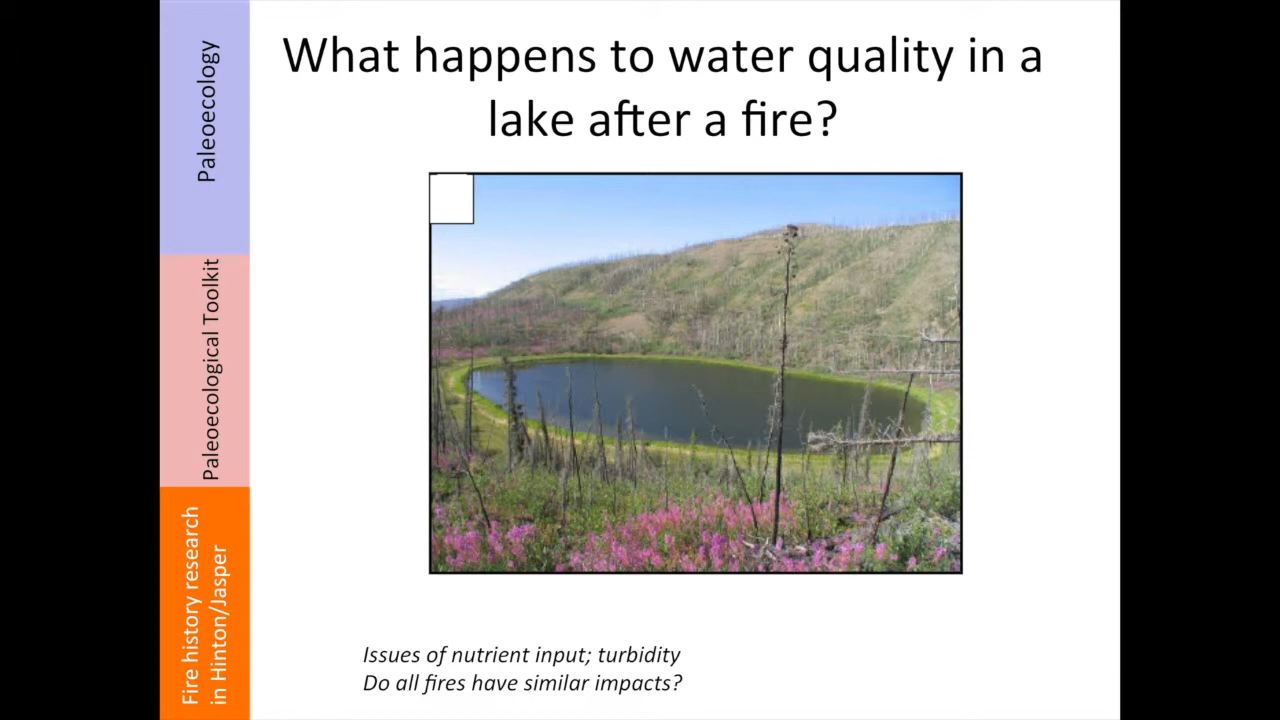 Paleoecology
Paleoecological Toolkit
Fire history research
in Hinton/Jasper
What happens to water quality in a
lake after a fire?
Issues of nutrient input; turbidity
Do all fires have similar impacts?